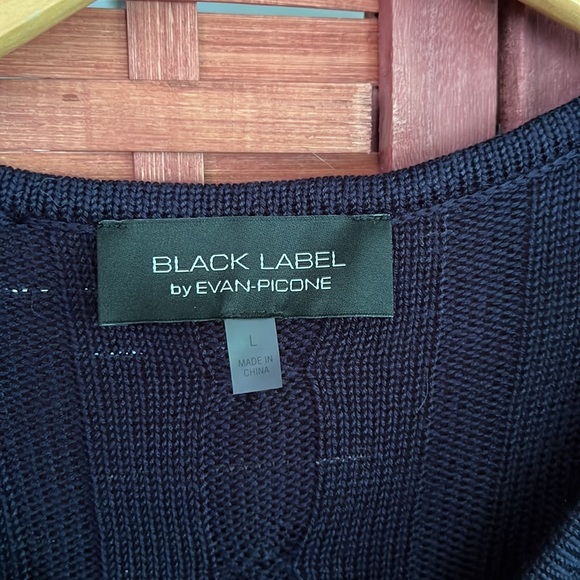 BLACK LABEL
by EVAN-PICONE
L
MADE IN
CHINA